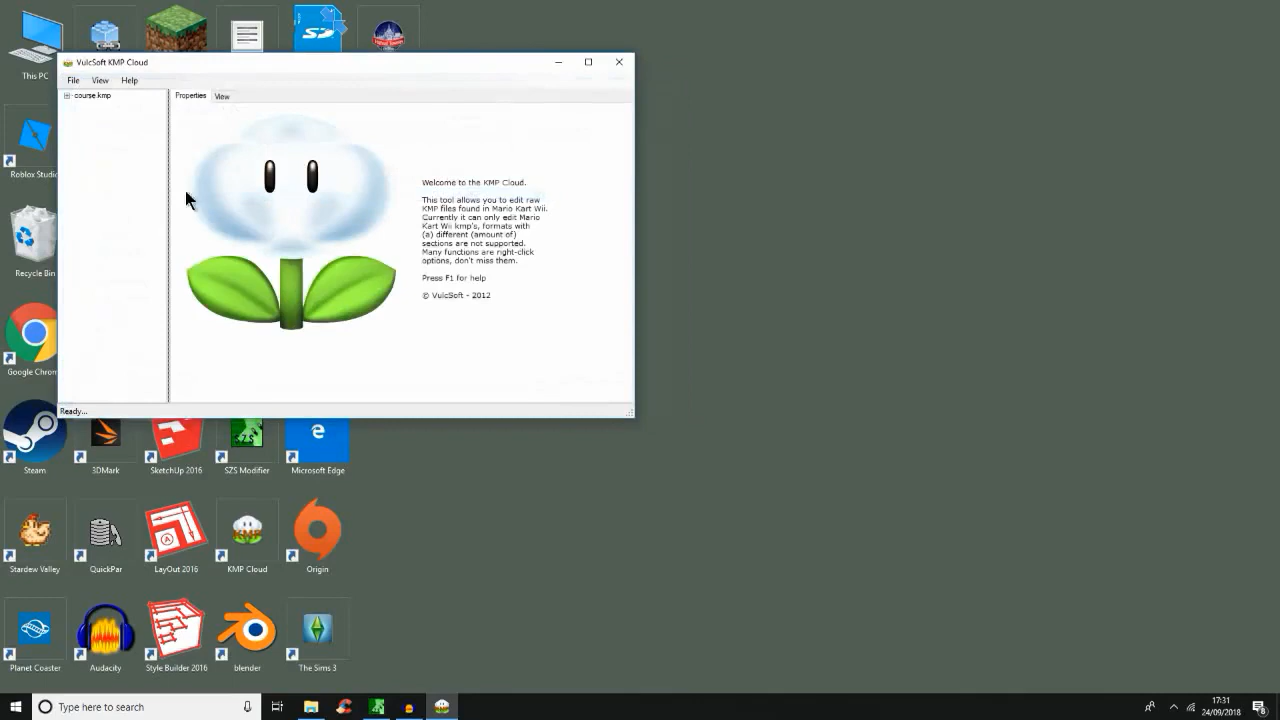 VulcSoft KMP Cloud
File View Help
course.kmp
Properties View
Welcome to the KMP Cloud.
This tool allows you to edit raw
KMP files found in Mario Kart Wii.
Currently it can only edit Mario
Kart Wii kmp's, formats with
(a) different (amount of)
sections are not supported.
Many functions are right-click
options, don't miss them.
Press F1 for help
© VulcSoft - 2012
Ready...
This PC
SD
Roblox Studio
Recycle Bin
Google Chrom
Steam
3DMark
SketchUp 2016
SZS
SZS Modifier
Microsoft Edge
Stardew Valley
QuickPar
LayOut 2016
KMP
KMP Cloud
Origin
Planet Coaster
Audacity
Style Builder 2016
blender
The Sims 3
Type here to search
17:31
24/09/2018